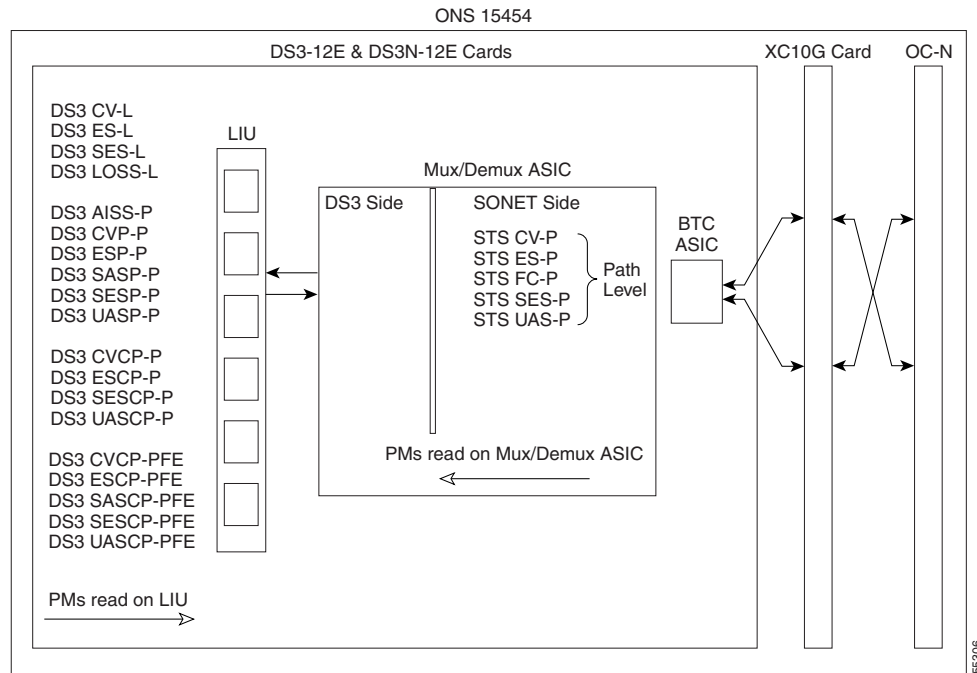 ONS 15454
DS3-12E & DS3N-12E Cards
XC10G Card
OC-N
DS3 CV-L
DS3 ES-L
DS3 SES-L
DS3 LOSS-L
DS3 AISS-P
DS3 CVP-P
DS3 ESP-P
DS3 SASP-P
DS3 SESP-P
DS3 UASP-P
DS3 CVCP-P
DS3 ESCP-P
DS3 SESCP-P
DS3 UASCP-P
DS3 CVCP-PFE
DS3 ESCP-PFE
DS3 SASCP-PFE
DS3 SESCP-PFE
DS3 UASCP-PFE
PMs read on LIU
LIU
Mux/Demux ASIC
DS3 Side
SONET Side
STS CV-P
STS ES-P
STS FC-P
STS SES-P
STS UAS-P
Path
Level
PMs read on Mux/Demux ASIC
BTC
ASIC
55306